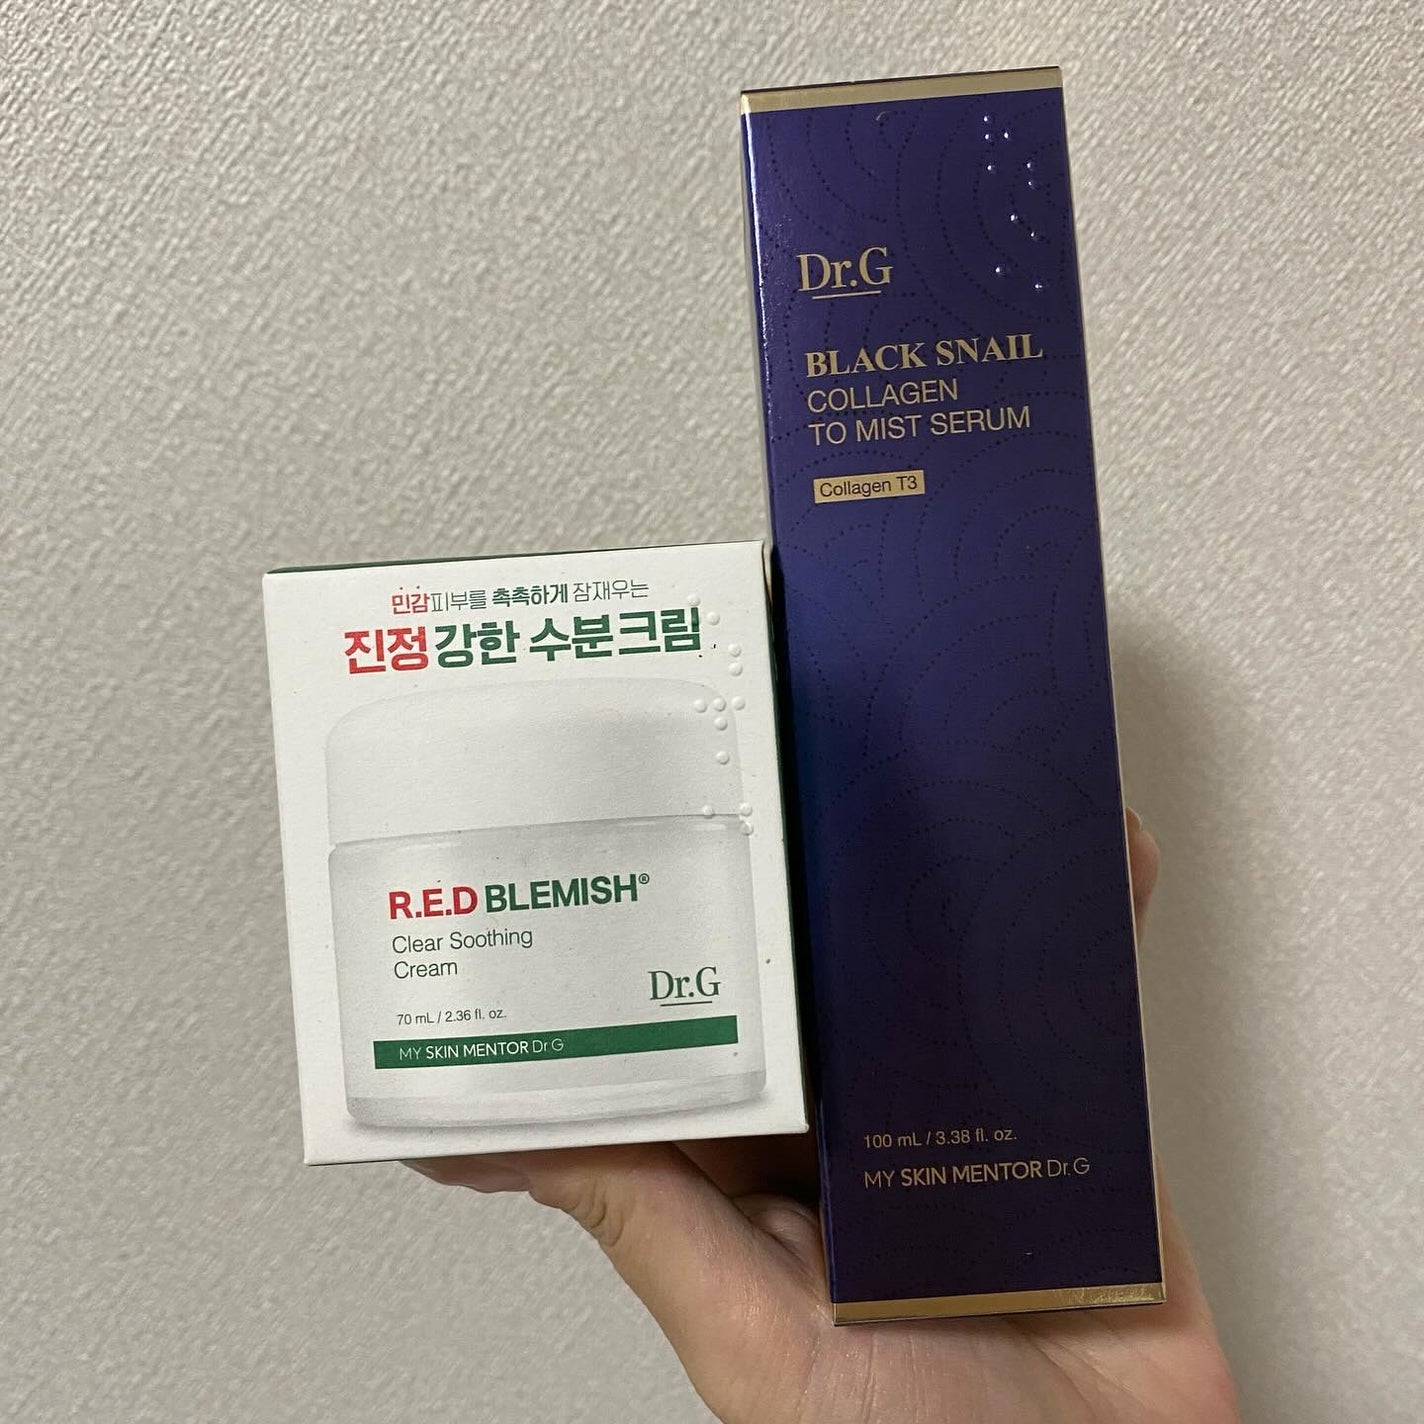 민감피부를 촉촉하게 잠재우는
진정 강한 수분크림
R.E.D BLEMISH®
Clear Soothing
Cream
Dr.G
70 mL / 2.36 fl. oz.
MY SKIN MENTOR Dr.G
Dr.G
BLACK SNAIL
COLLAGEN
TO MIST SERUM
Collagen T3
100 mL / 3.38 fl. oz.
MY SKIN MENTOR Dr.G